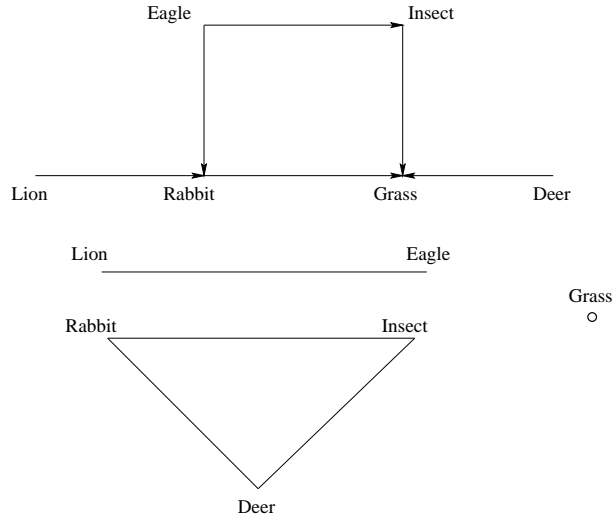 Eagle Insect
Lion Rabbit Grass Deer
Lion Eagle
Grass
Rabbit Insect
Deer